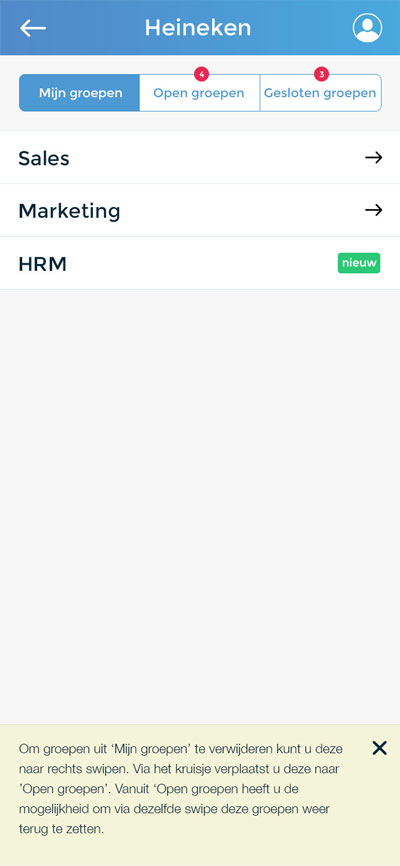 Heineken
4
3
Mijn groepen
Open groepen
Gesloten groepen
Sales
Marketing
HRM
nieuw
Om groepen uit ‘Mijn groepen’ te verwijderen kunt u deze
naar rechts swipen. Via het kruisje verplaatst u deze naar
’Open groepen’. Vanuit ‘Open groepen heeft u de
mogelijkheid om via dezelfde swipe deze groepen weer
terug te zetten.